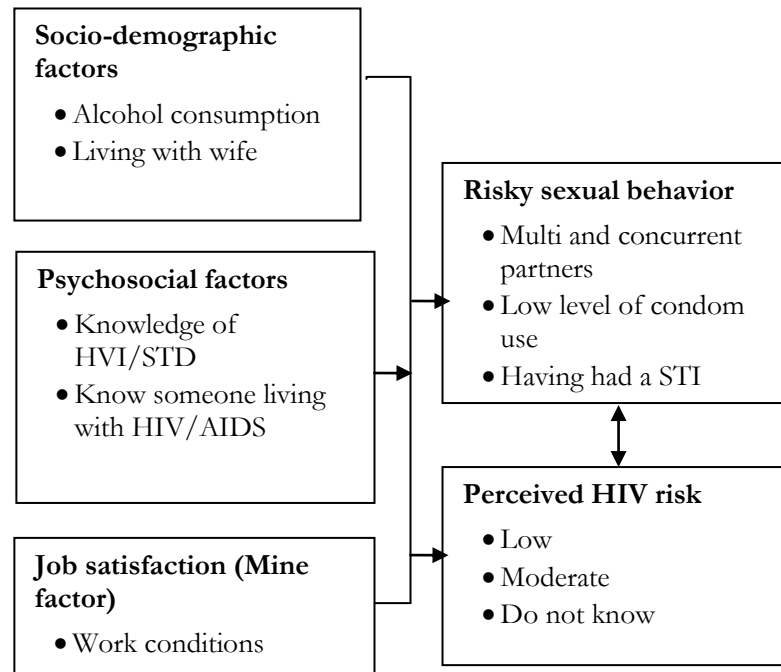 Socio-demographic
factors
• Alcohol consumption
• Living with wife
Psychosocial factors
• Knowledge of
HVI/STD
• Know someone living
with HIV/AIDS
Job satisfaction (Mine
factor)
• Work conditions
Risky sexual behavior
• Multi and concurrent
partners
• Low level of condom
use
• Having had a STI
Perceived HIV risk
• Low
• Moderate
• Do not know